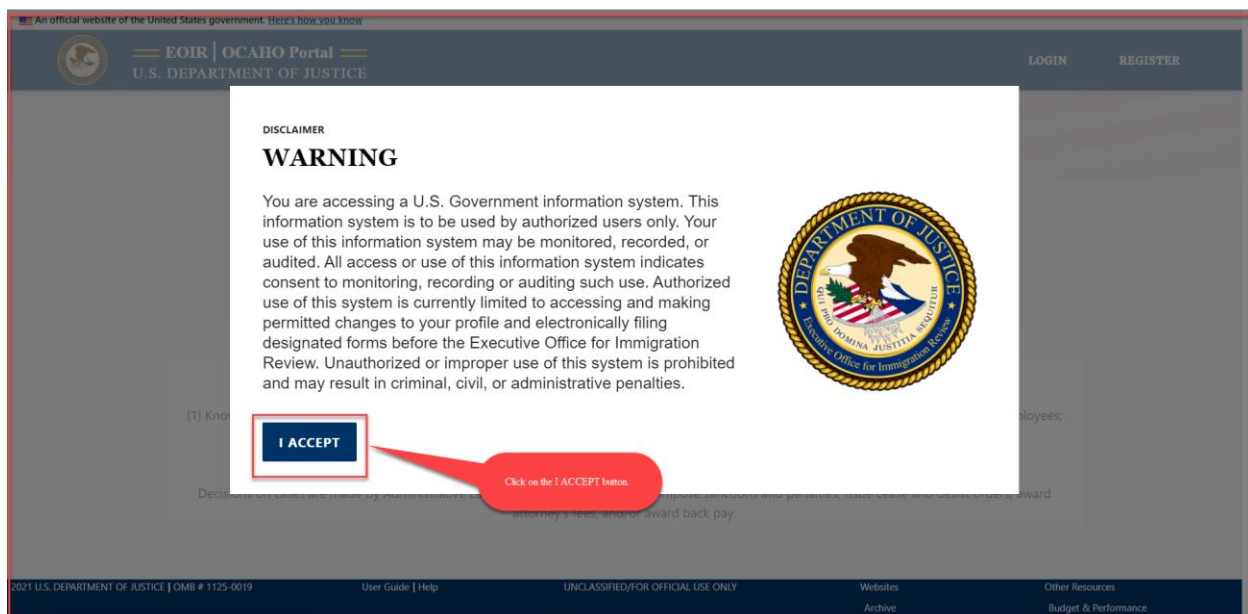 An official website of the United States government. Here's how you know
EOIR | OCAHO Portal
U.S. DEPARTMENT OF JUSTICE
LOGIN REGISTER
DISCLAIMER
WARNING
You are accessing a U.S. Government information system. This
information system is to be used by authorized users only. Your
use of this information system may be monitored, recorded, or
audited. All access or use of this information system indicates
consent to monitoring, recording or auditing such use. Authorized
use of this system is currently limited to accessing and making
permitted changes to your profile and electronically filing
designated forms before the Executive Office for Immigration
Review. Unauthorized or improper use of this system is prohibited
and may result in criminal, civil, or administrative penalties.
DEPARTMENT OF JUSTICE
QUI PRO DOMINA JUSTITIA SEQUITUR
Executive Office for Immigration Review
I ACCEPT
Click on the I ACCEPT button.
(1) Kno ployees;
Decisions on cases are made by Administrative La impose sanctions and penalties, issue cease and desist orders, award
attorney's fees, and/or award back pay.
2021 U.S. DEPARTMENT OF JUSTICE | OMB # 1125-0019 User Guide | Help UNCLASSIFIED/FOR OFFICIAL USE ONLY Websites Other Resources
Archive Budget & Performance